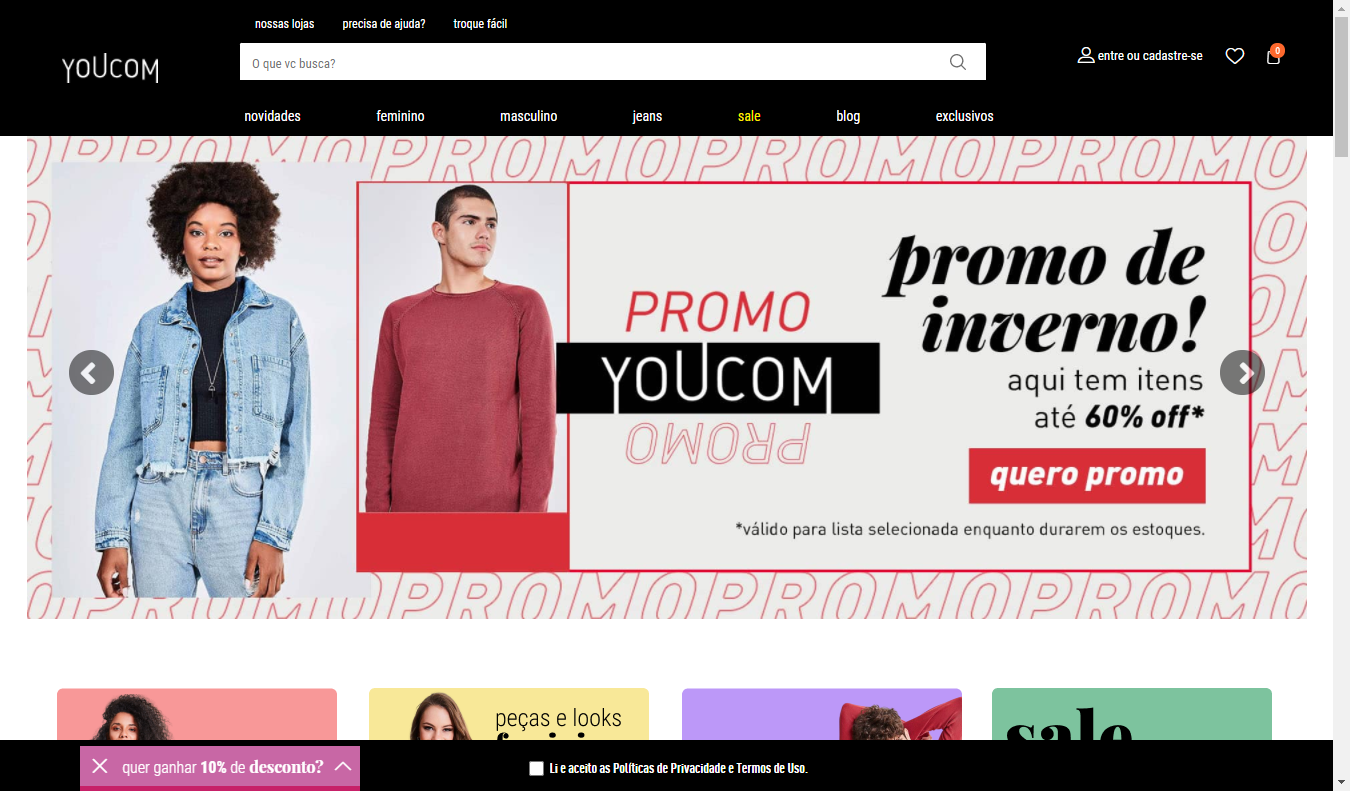 nossas lojas precisa de ajuda? troque fácil
YOUCOM
O que vc busca?
entre ou cadastre-se
0
novidades feminino masculino jeans sale blog exclusivos
PROMOPROMOPROMOPROMOPROMOPROMO
PROMO
YOUCOM
PROMO
promo de
inverno!
aqui tem itens
até 60% off*
quero promo
*válido para lista selecionada enquanto durarem os estoques.
OPROMOPROMOPROMOPROMOPROMOPROMO
peças e looks
sale
quer ganhar 10% de desconto?
Li e aceito as Políticas de Privacidade e Termos de Uso.